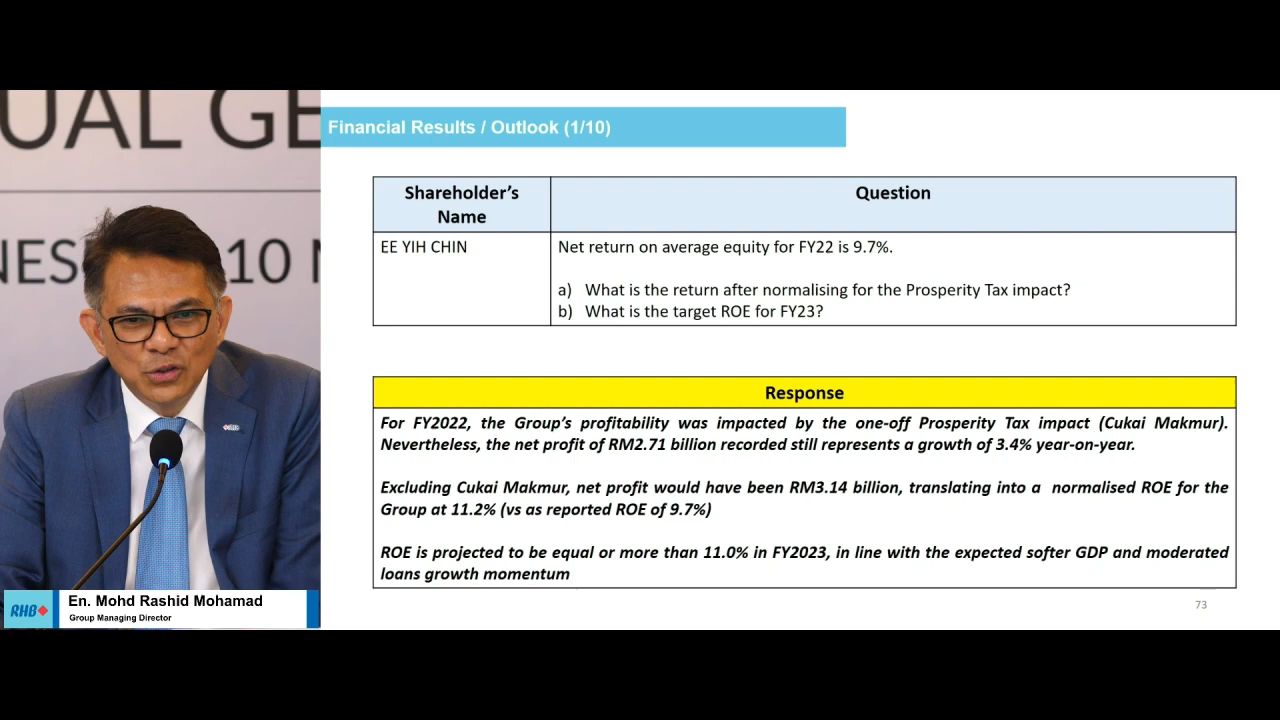 UAL GE
NES
10
Financial Results / Outlook (1/10)
Shareholder's
Name
Question
EE YIH CHIN
Net return on average equity for FY22 is 9.7%.
a) What is the return after normalising for the Prosperity Tax impact?
b) What is the target ROE for FY23?
Response
For FY2022, the Group's profitability was impacted by the one-off Prosperity Tax impact (Cukai Makmur).
Nevertheless, the net profit of RM2.71 billion recorded still represents a growth of 3.4% year-on-year.
Excluding Cukai Makmur, net profit would have been RM3.14 billion, translating into a normalised ROE for the
Group at 11.2% (vs as reported ROE of 9.7%)
ROE is projected to be equal or more than 11.0% in FY2023, in line with the expected softer GDP and moderated
loans growth momentum
RHB
En. Mohd Rashid Mohamad
Group Managing Director
73